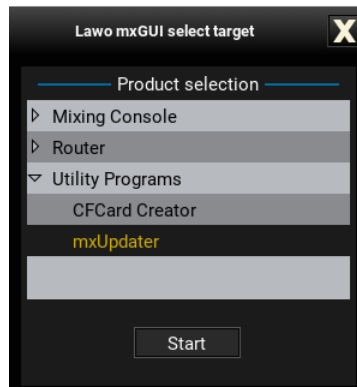 Lawo mxGUI select target
X
Product selection
Mixing Console
Router
Utility Programs
CFCard Creator
mxUpdater
Start